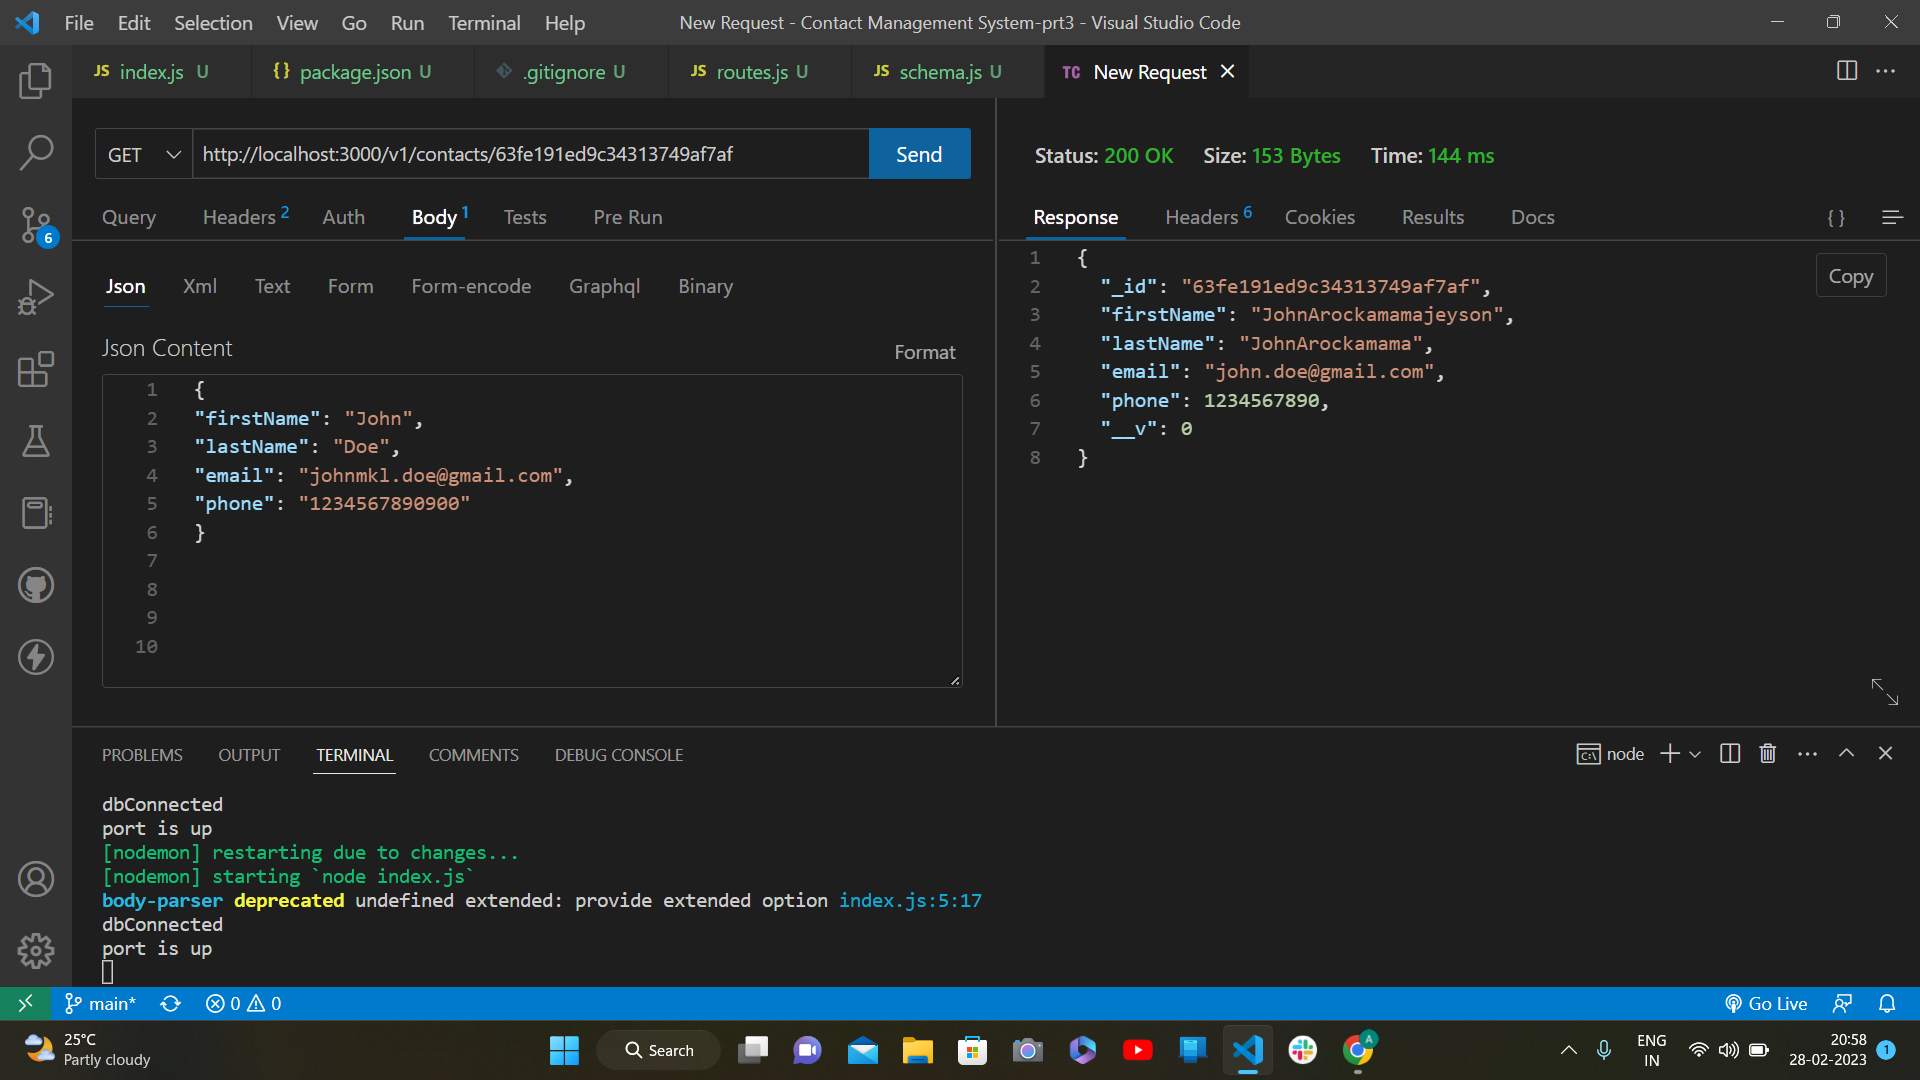 File Edit Selection View Go Run Terminal Help New Request - Contact Management System-prt3 - Visual Studio Code
JS index.js U {} package.json U .gitignore U JS routes.js U JS schema.js U TC New Request
GET http://localhost:3000/v1/contacts/63fe191ed9c34313749af7af Send
Status: 200 OK Size: 153 Bytes Time: 144 ms
Query Headers 2 Auth Body 1 Tests Pre Run
Response Headers 6 Cookies Results Docs { }
6
Json Xml Text Form Form-encode Graphql Binary
Json Content Format
1 {
2 "firstName": "John",
3 "lastName": "Doe",
4 "email": "johnmkl.doe@gmail.com",
5 "phone": "1234567890900"
6 }
7
8
9
10
Copy
1 {
2 "_id": "63fe191ed9c34313749af7af",
3 "firstName": "JohnArockamamajeyson",
4 "lastName": "JohnArockamama",
5 "email": "john.doe@gmail.com",
6 "phone": 1234567890,
7 "__v": 0
8 }
PROBLEMS OUTPUT TERMINAL COMMENTS DEBUG CONSOLE node
dbConnected
port is up
[nodemon] restarting due to changes...
[nodemon] starting `node index.js`
body-parser deprecated undefined extended: provide extended option index.js:5:17
dbConnected
port is up
main* 0 0 Go Live
25°C
Partly cloudy
Search
A
ENG
IN
20:58
28-02-2023
1